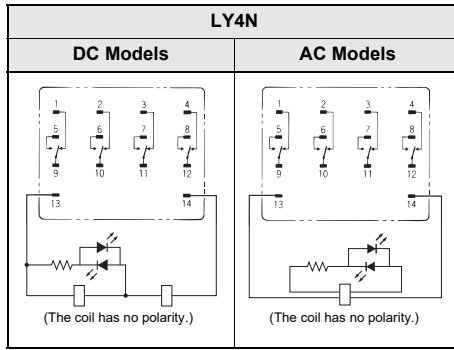 LY4N
DC Models AC Models
1 2 3 4
5 6 7 8
9 10 11 12
13 14
(The coil has no polarity.)
1 2 3 4
5 6 7 8
9 10 11 12
13 14
(The coil has no polarity.)